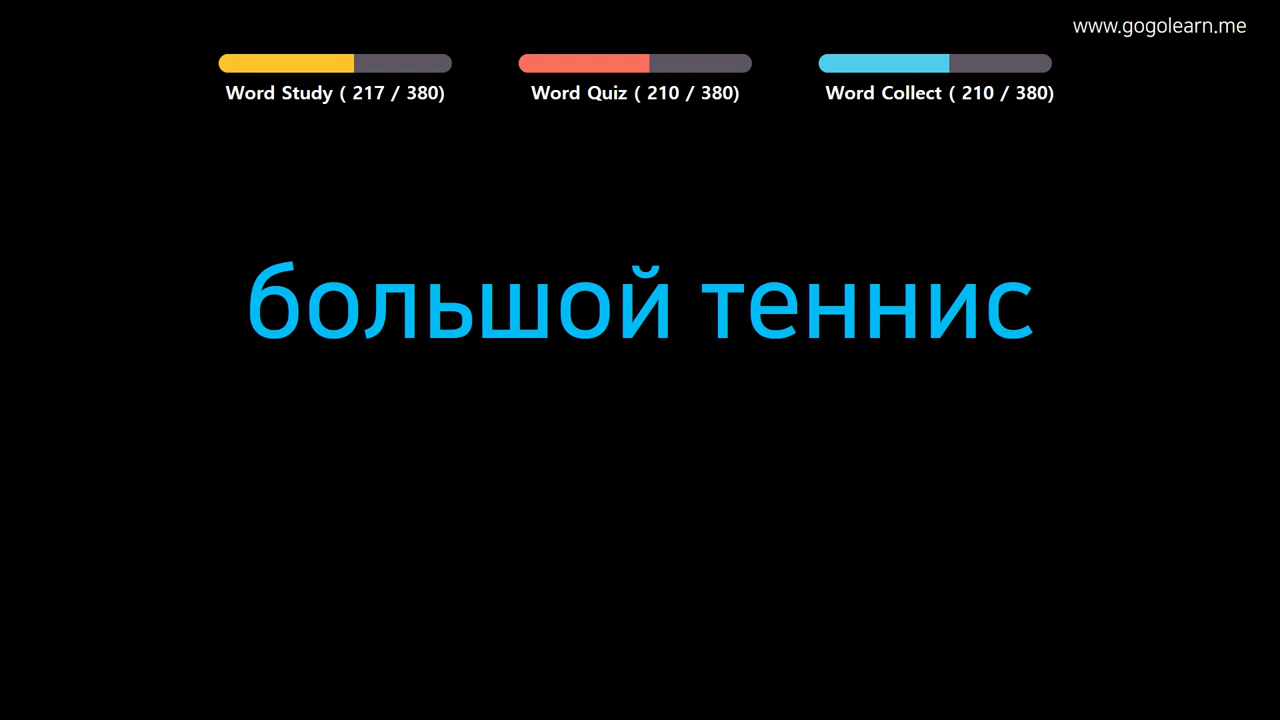 www.gogolearn.me
Word Study ( 217 / 380)
Word Quiz ( 210 / 380)
Word Collect ( 210 / 380)
большой теннис